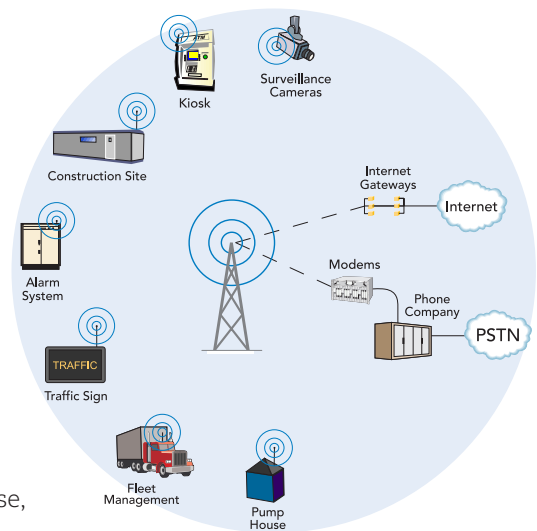 ATM
Kiosk
Surveillance
Cameras
Construction Site
Internet
Gateways
Internet
Alarm
System
Modems
Phone
Company
PSTN
TRAFFIC
Traffic Sign
Fleet
Management
Pump
House
se,